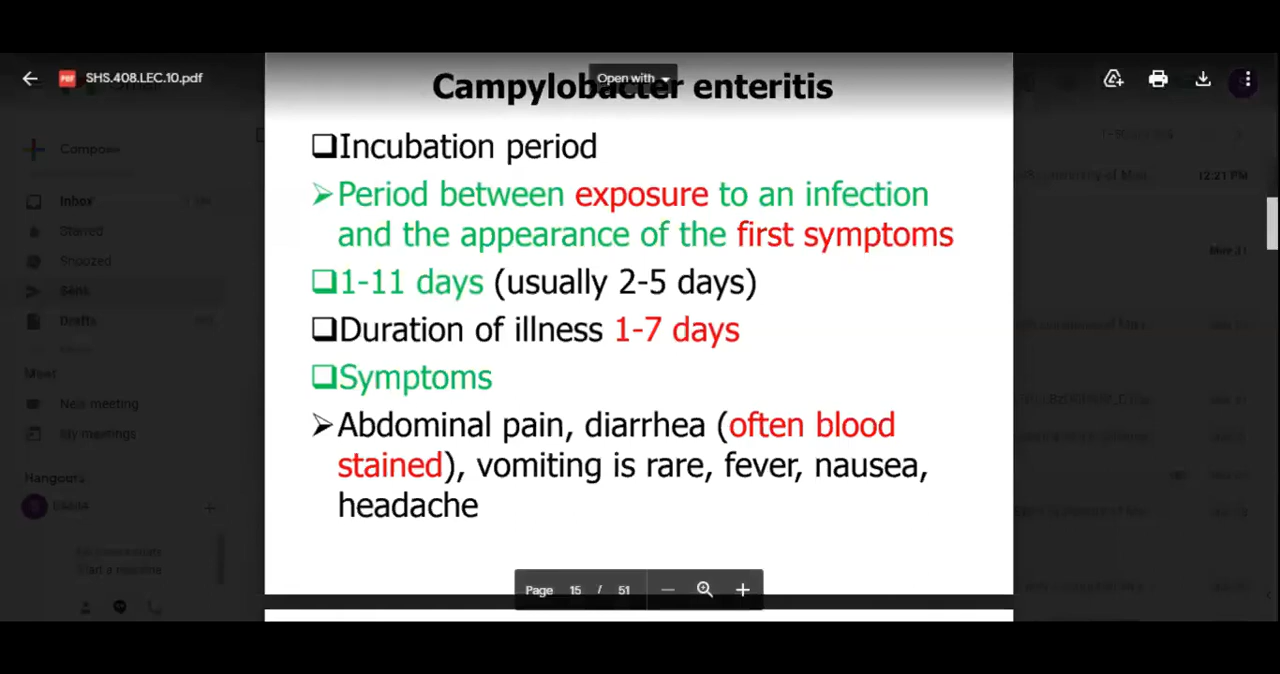 SHS.408.LEC.10.pdf
Open with
Campylobacter enteritis
❑Incubation period
➢Period between exposure to an infection
and the appearance of the first symptoms
❑1-11 days (usually 2-5 days)
❑Duration of illness 1-7 days
❑Symptoms
➢Abdominal pain, diarrhea (often blood
stained), vomiting is rare, fever, nausea,
headache
Page 15 / 51
Compose
Inbox
Starred
Snoozed
Sent
Drafts
Meet
New meeting
My meetings
Hangouts
12:21 PM